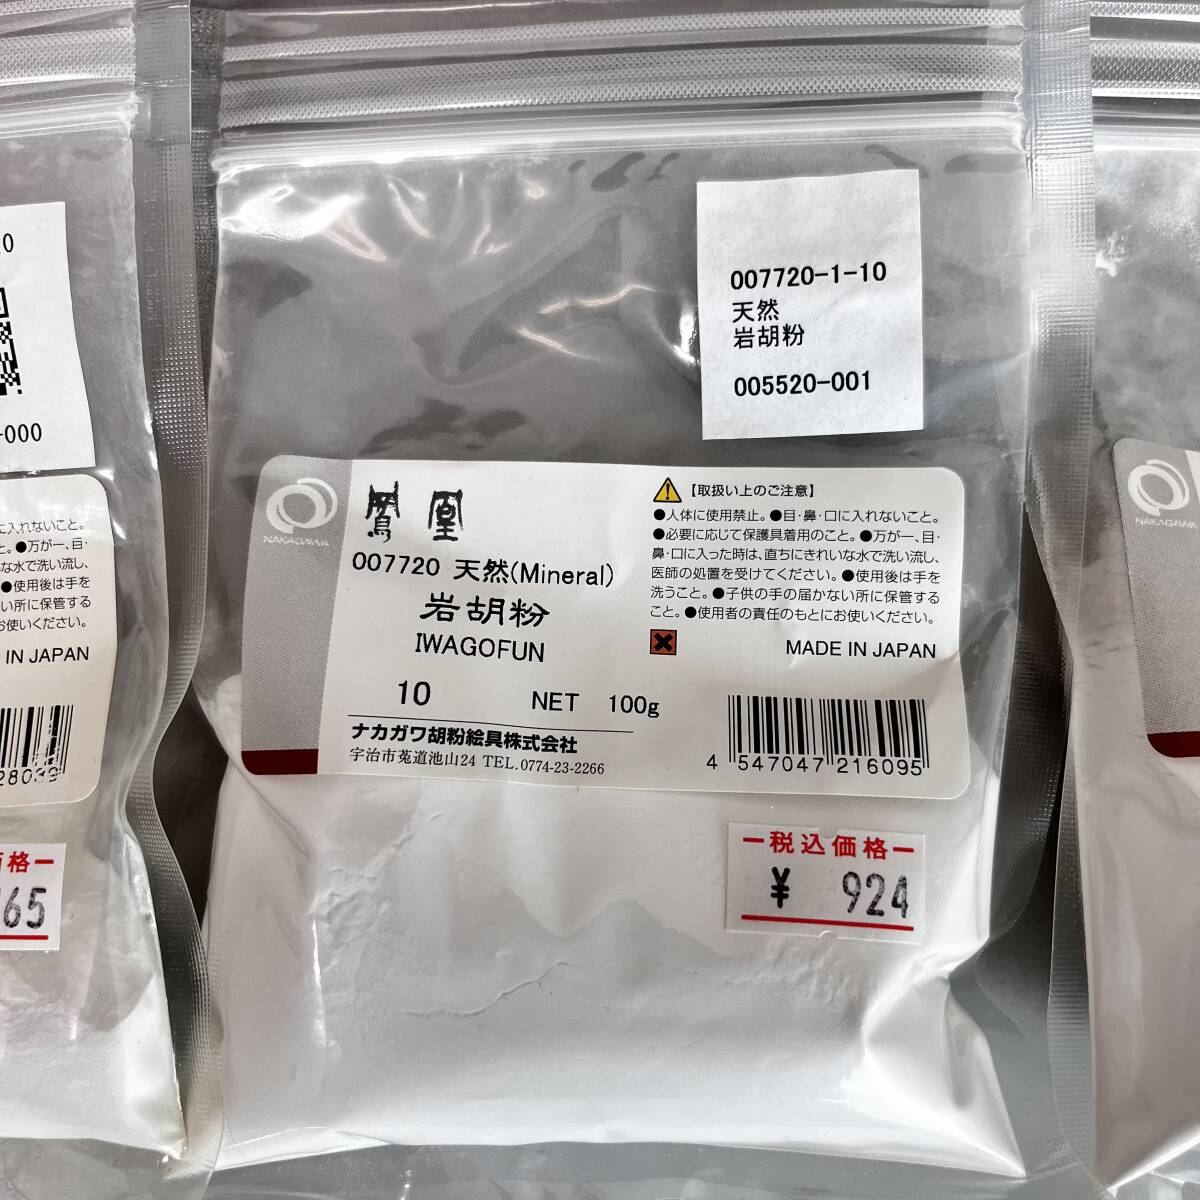 007720-1-10
天然
岩胡粉
005520-001
NAKAGAWA
鳳凰
007720 天然(Mineral)
岩胡粉
IWAGOFUN
10 NET 100g
ナカガワ胡粉絵具株式会社
宇治市菟道池山24 TEL.0774-23-2266
【取扱い上のご注意】
●人体に使用禁止。●目・鼻・口に入れないこと。
●必要に応じて保護具着用のこと。●万が一、目・
鼻・口に入った時は、直ちにきれいな水で洗い流し、
医師の処置を受けてください。●使用後は手を
洗うこと。●子供の手の届かない所に保管する
こと。●使用者の責任のもとにお使いください。
MADE IN JAPAN
4 547047 216095
税込価格
¥ 924
-000
に入れないこと。
と。●万が一、目・
な水で洗い流し、
●使用後は手を
い所に保管する
お使いください。
IN JAPAN
格
65
NAKAGAWA